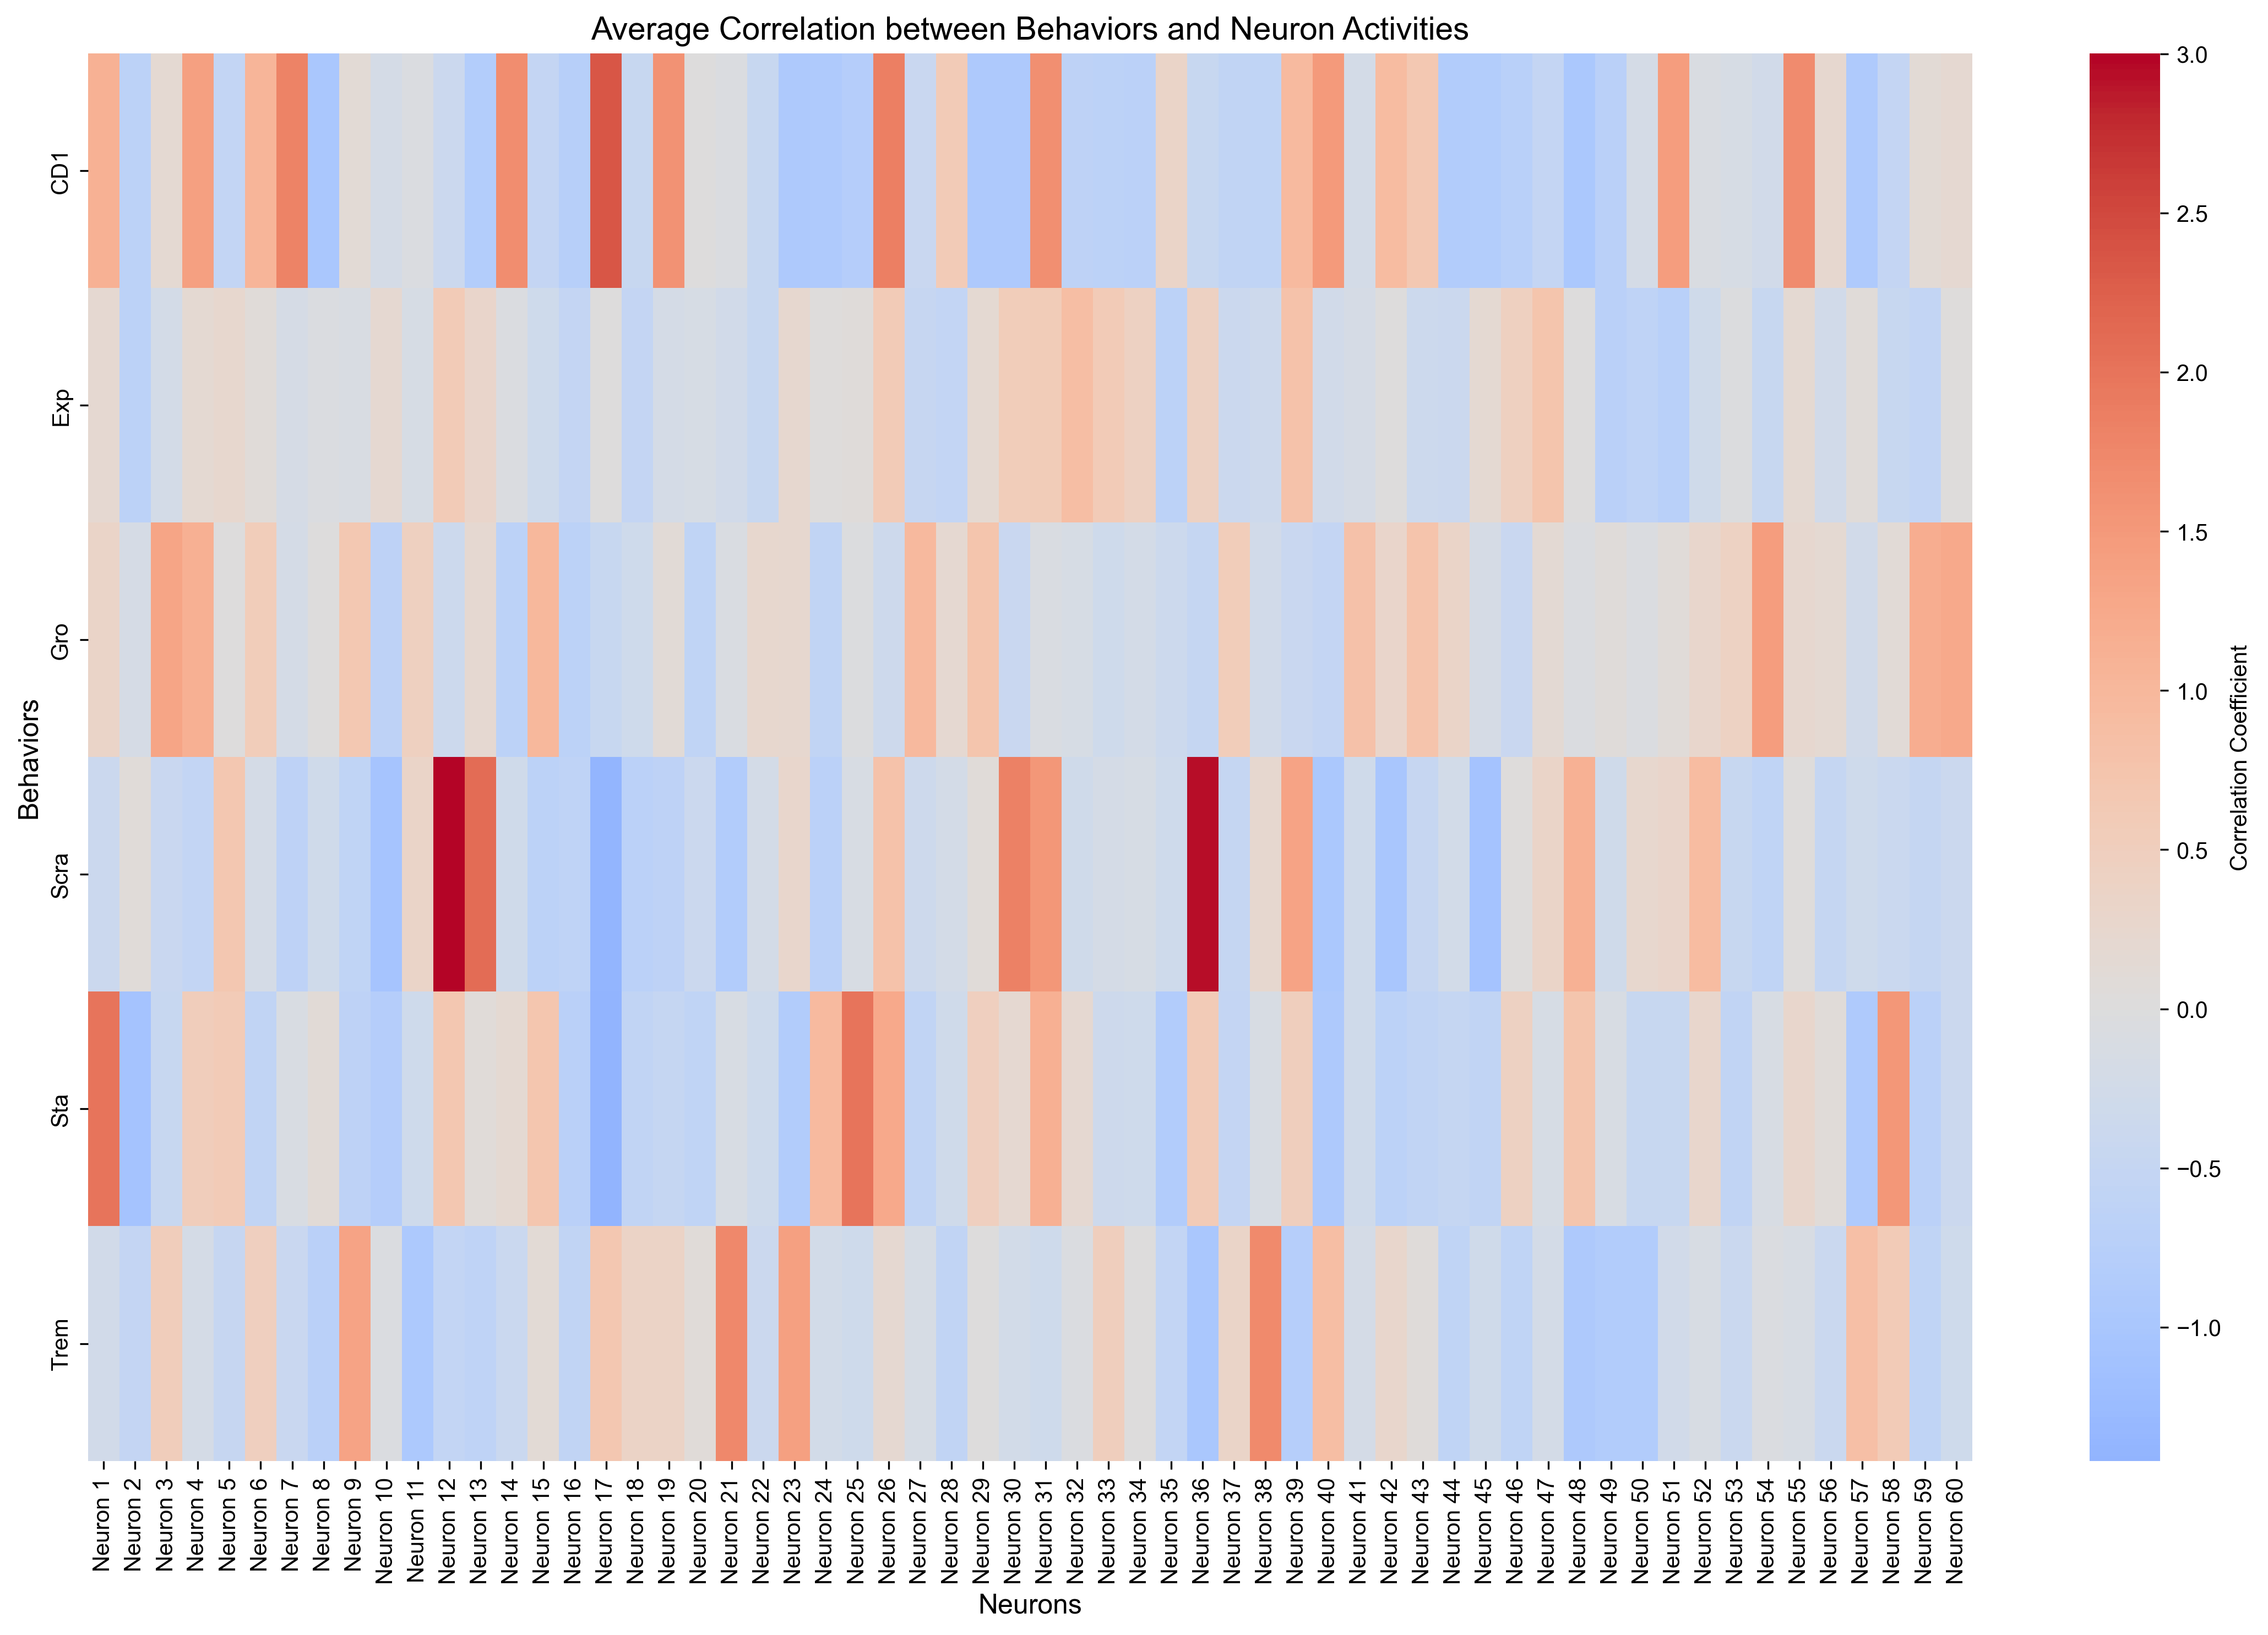 Average Correlation between Behaviors and Neuron Activities
Behaviors
CD1
Exp
Gro
Scra
Sta
Trem
Neuron 1
Neuron 2
Neuron 3
Neuron 4
Neuron 5
Neuron 6
Neuron 7
Neuron 8
Neuron 9
Neuron 10
Neuron 11
Neuron 12
Neuron 13
Neuron 14
Neuron 15
Neuron 16
Neuron 17
Neuron 18
Neuron 19
Neuron 20
Neuron 21
Neuron 22
Neuron 23
Neuron 24
Neuron 25
Neuron 26
Neuron 27
Neuron 28
Neuron 29
Neuron 30
Neuron 31
Neuron 32
Neuron 33
Neuron 34
Neuron 35
Neuron 36
Neuron 37
Neuron 38
Neuron 39
Neuron 40
Neuron 41
Neuron 42
Neuron 43
Neuron 44
Neuron 45
Neuron 46
Neuron 47
Neuron 48
Neuron 49
Neuron 50
Neuron 51
Neuron 52
Neuron 53
Neuron 54
Neuron 55
Neuron 56
Neuron 57
Neuron 58
Neuron 59
Neuron 60
Neurons
3.0
2.5
2.0
1.5
1.0
0.5
0.0
−0.5
−1.0
Correlation Coefficient